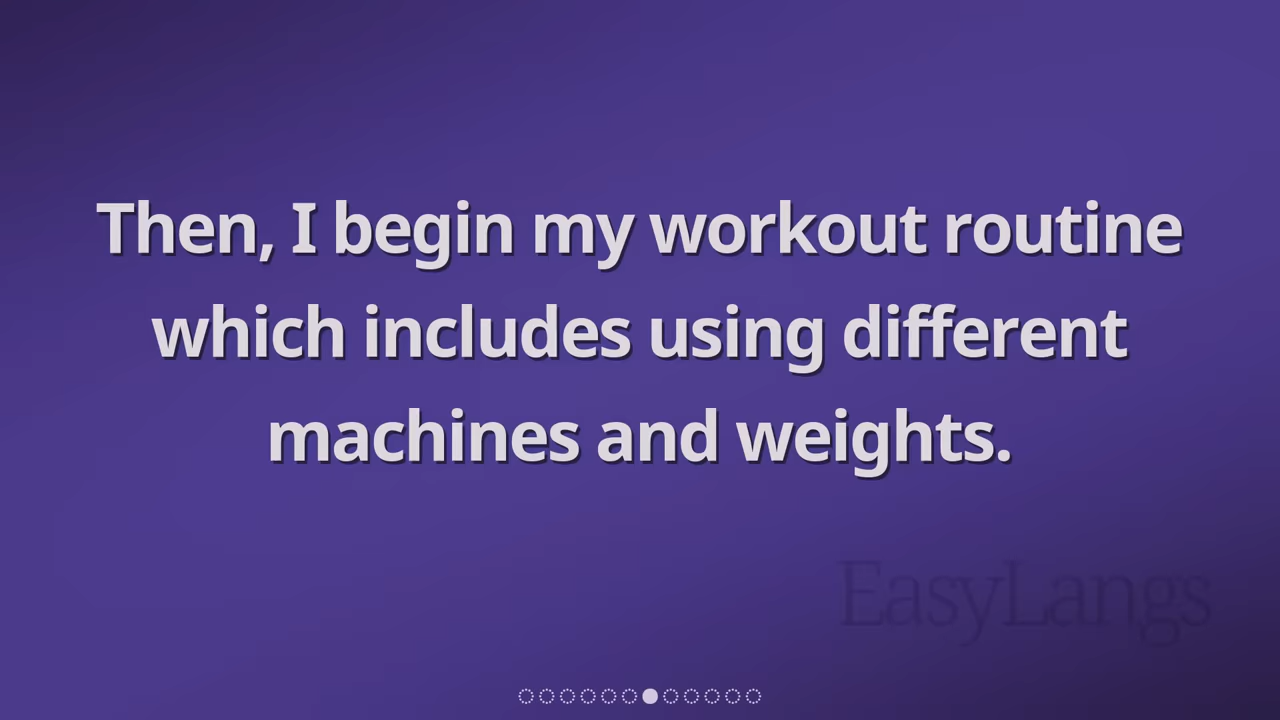 Then, I begin my workout routine
which includes using different
machines and weights.
EasyLangs